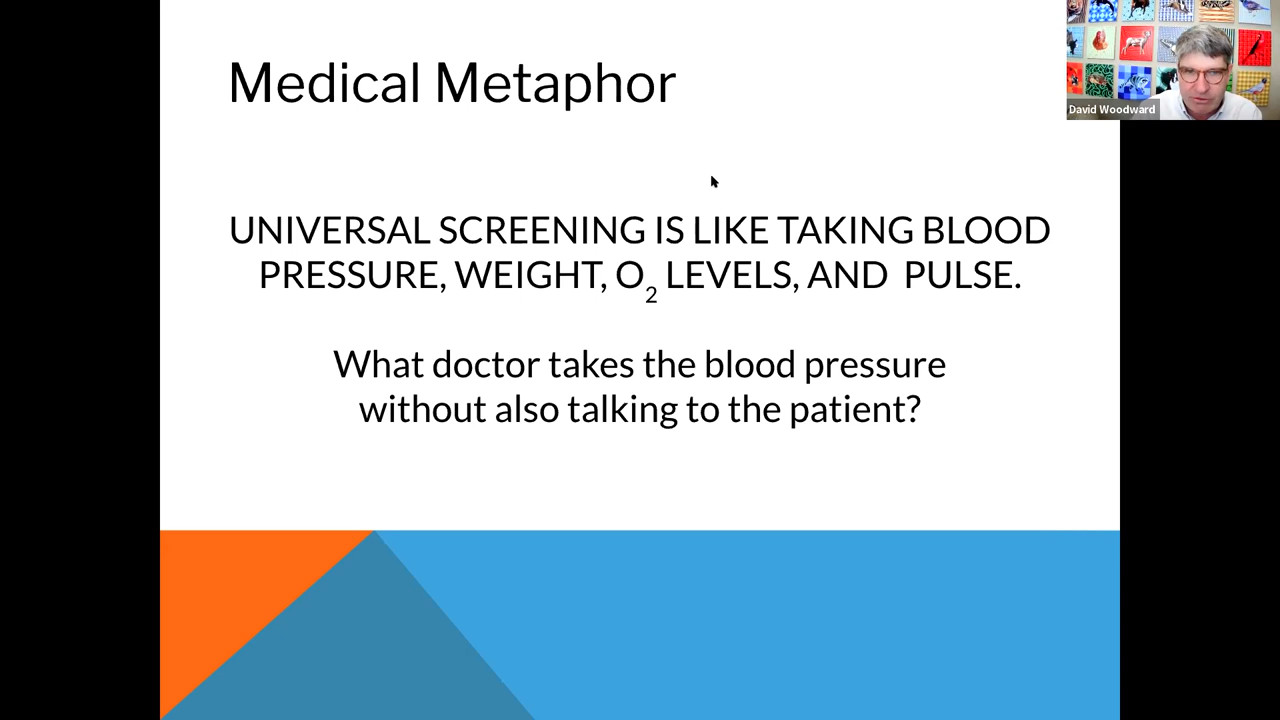 Medical Metaphor
David Woodward
UNIVERSAL SCREENING IS LIKE TAKING BLOOD
PRESSURE, WEIGHT, O₂ LEVELS, AND PULSE.
What doctor takes the blood pressure
without also talking to the patient?